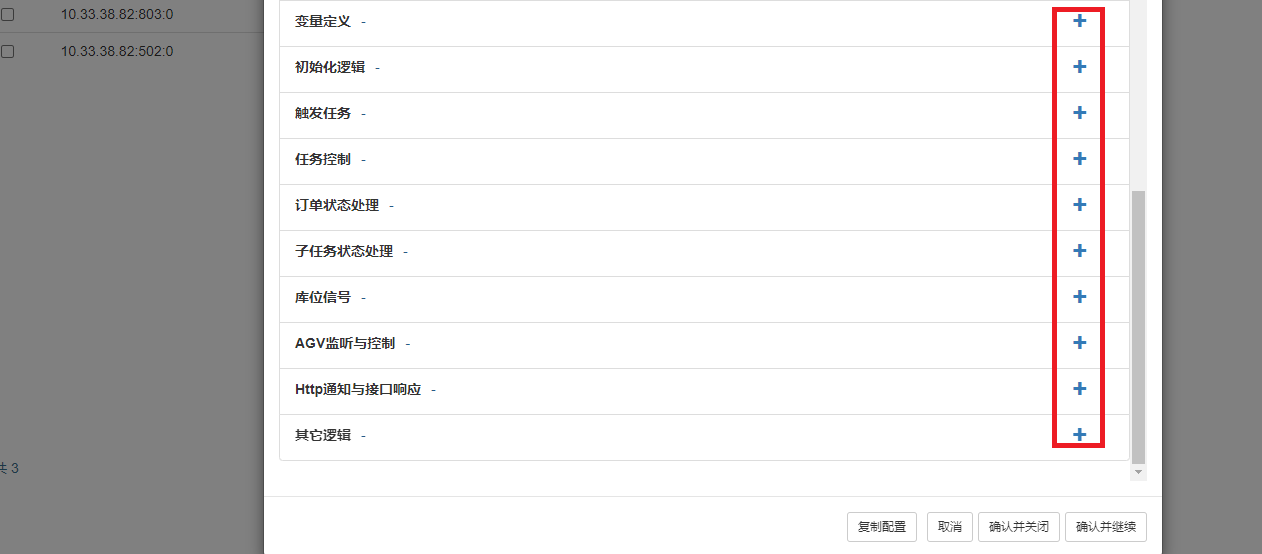 10.33.38.82:803:0
10.33.38.82:502:0
变量定义 -
初始化逻辑 -
触发任务 -
任务控制 -
订单状态处理 -
子任务状态处理 -
库位信号 -
AGV监听与控制 -
Http通知与接口响应 -
其它逻辑 -
共 3
复制配置 取消 确认并关闭 确认并继续